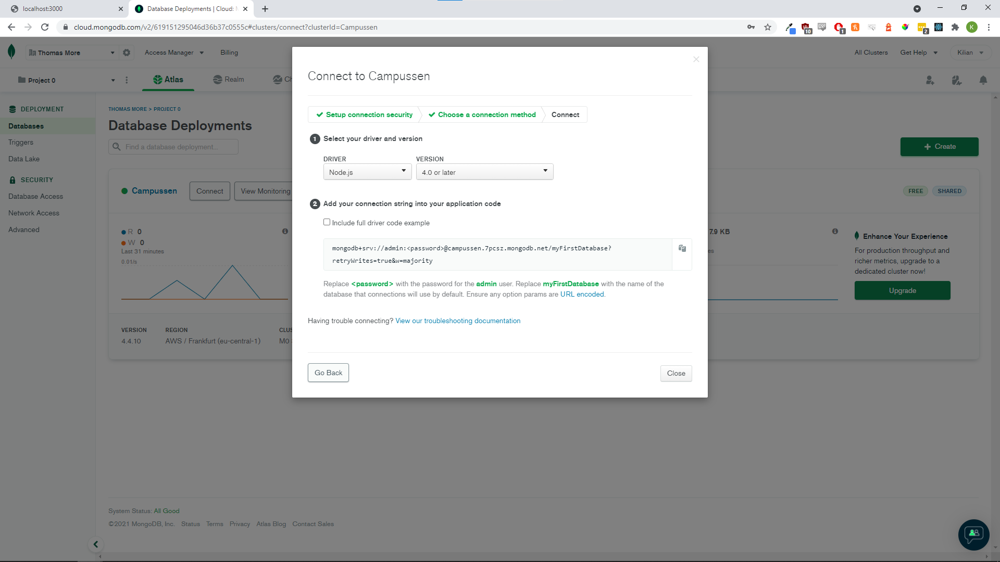 localhost:3000
Database Deployments | Cloud:
cloud.mongodb.com/v2/619151295046d36b37c0555c#clusters/connect?clusterId=Campussen
10
1
2
K
Thomas More
Access Manager
Billing
All Clusters
Get Help
Kilian
Project 0
Atlas
Realm
Ch
DEPLOYMENT
Databases
Triggers
Data Lake
SECURITY
Database Access
Network Access
Advanced
THOMAS MORE > PROJECT 0
Database Deployments
Find a database deployment...
+ Create
Campussen
Connect
View Monitoring
FREE
SHARED
R 0
W 0
Last 31 minutes
0.01/s
7.9 KB
Enhance Your Experience
For production throughput and
richer metrics, upgrade to a
dedicated cluster now!
Upgrade
VERSION
4.4.10
REGION
AWS / Frankfurt (eu-central-1)
CLUS
M0
Connect to Campussen
Setup connection security
Choose a connection method
Connect
1 Select your driver and version
DRIVER
VERSION
Node.js
4.0 or later
2 Add your connection string into your application code
Include full driver code example
mongodb+srv://admin:<password>@campussen.7pcsz.mongodb.net/myFirstDatabase?
retryWrites=true&w=majority
Replace <password> with the password for the admin user. Replace myFirstDatabase with the name of the
database that connections will use by default. Ensure any option params are URL encoded.
Having trouble connecting? View our troubleshooting documentation
Go Back
Close
System Status: All Good
©2021 MongoDB, Inc. Status Terms Privacy Atlas Blog Contact Sales